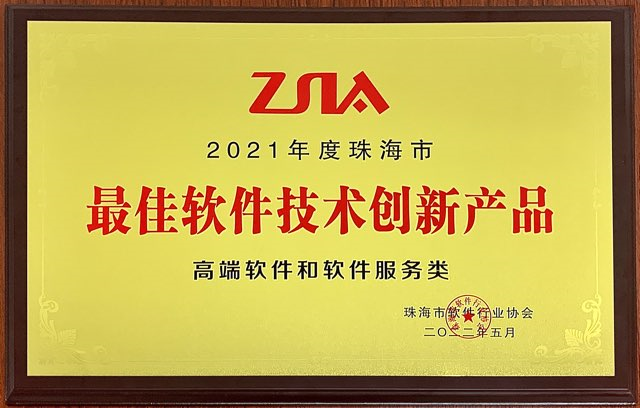 ZSIA
2021年度珠海市
最佳软件技术创新产品
高端软件和软件服务类
珠海市软件行业协会
二〇二二年五月